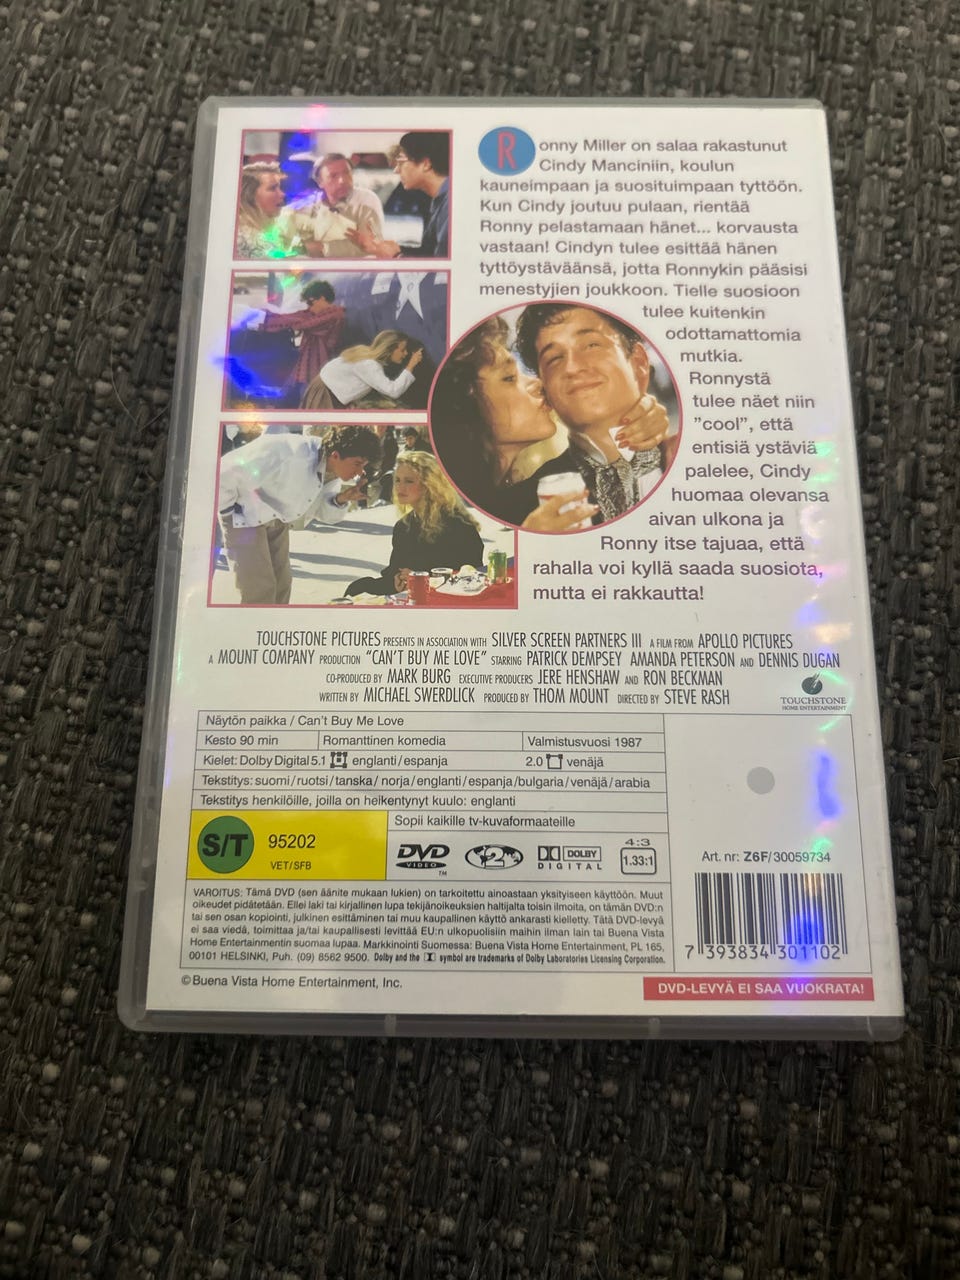 Ronny Miller on salaa rakastunut
Cindy Manciniin, koulun
kauneimpaan ja suosituimpaan tyttöön.
Kun Cindy joutuu pulaan, rientää
Ronny pelastamaan hänet... korvausta
vastaan! Cindyn tulee esittää hänen
tyttöystäväänsä, jotta Ronnykin pääsisi
menestyjien joukkoon. Tielle suosioon
tulee kuitenkin
odottamattomia
mutkia.
Ronnystä
tulee näet niin
"cool", että
entisiä ystäviä
palelee, Cindy
huomaa olevansa
aivan ulkona ja
Ronny itse tajuaa, että
rahalla voi kyllä saada suosiota,
mutta ei rakkautta!
TOUCHSTONE PICTURES PRESENTS IN ASSOCIATION WITH SILVER SCREEN PARTNERS III A FILM FROM APOLLO PICTURES
A MOUNT COMPANY PRODUCTION "CAN'T BUY ME LOVE" STARRING PATRICK DEMPSEY AMANDA PETERSON AND DENNIS DUGAN
CO-PRODUCED BY MARK BURG EXECUTIVE PRODUCERS JERE HENSHAW AND RON BECKMAN
WRITTEN BY MICHAEL SWERDLICK PRODUCED BY THOM MOUNT DIRECTED BY STEVE RASH
TOUCHSTONE
HOME ENTERTAINMENT
Näytön paikka / Can't Buy Me Love
Kesto 90 min Romanttinen komedia Valmistusvuosi 1987
Kielet: Dolby Digital 5.1 englanti/espanja 2.0 venäjä
Tekstitys: suomi/ruotsi/tanska/norja/englanti/espanja/bulgaria/venäjä/arabia
Tekstitys henkilöille, joilla on heikentynyt kuulo: englanti
S/T 95202
VET/SFB
Sopii kaikille tv-kuvaformaateille
DVD VIDEO TM
2
DOLBY DIGITAL
4:3
1.33:1
Art. nr: Z6F/30059734
7 393834 301102
VAROITUS: Tämä DVD (sen äänite mukaan lukien) on tarkoitettu ainoastaan yksityiseen käyttöön. Muut
oikeudet pidätetään. Ellei laki tai kirjallinen lupa tekijänoikeuksien haltijalta toisin ilmoita, on tämän DVD:n
tai sen osan kopiointi, julkinen esittäminen tai muu kaupallinen käyttö ankarasti kielletty. Tätä DVD-levyä
ei saa viedä, toimittaa ja/tai kaupallisesti levittää EU:n ulkopuolisiin maihin ilman lain tai Buena Vista
Home Entertainmentin suomaa lupaa. Markkinointi Suomessa: Buena Vista Home Entertainment, PL 165,
00101 HELSINKI, Puh. (09) 8562 9500. Dolby and the symbol are trademarks of Dolby Laboratories Licensing Corporation.
© Buena Vista Home Entertainment, Inc.
DVD-LEVYÄ EI SAA VUOKRATA!